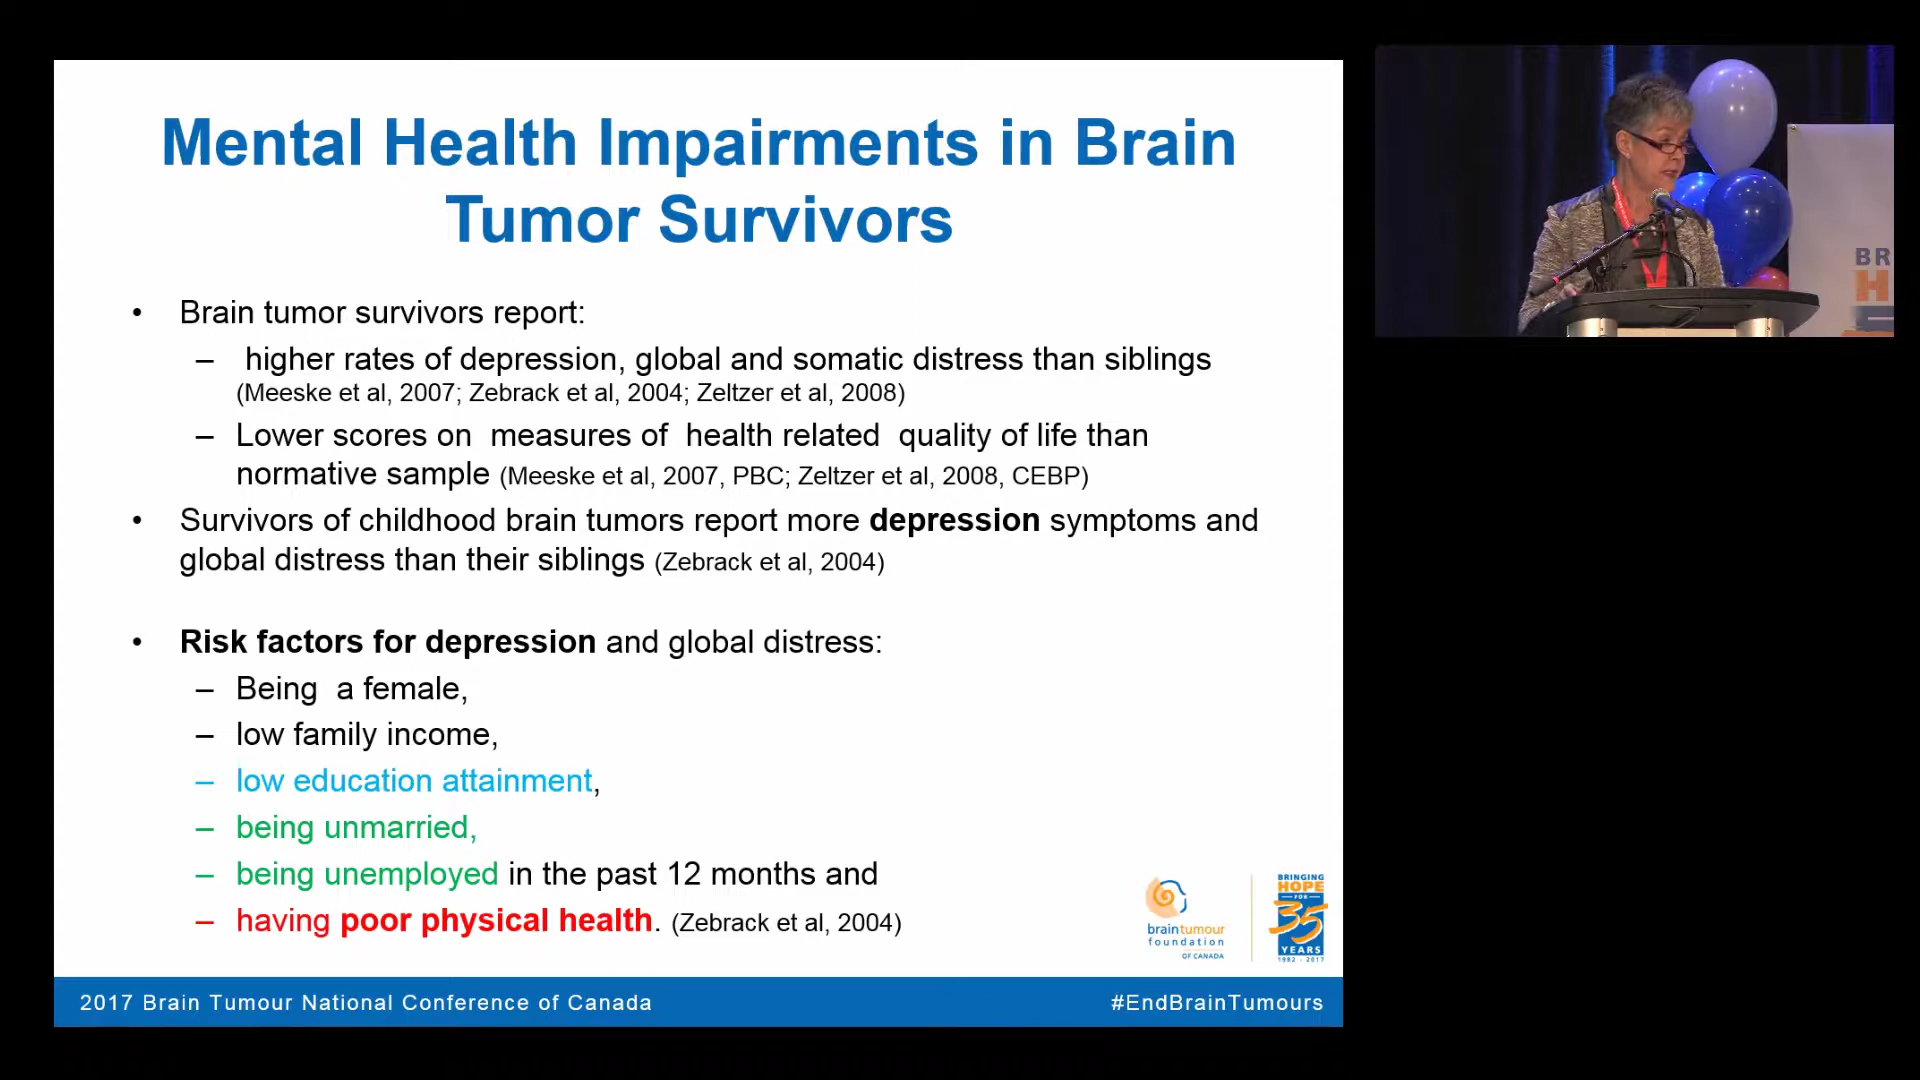 Mental Health Impairments in Brain
Tumor Survivors
• Brain tumor survivors report:
– higher rates of depression, global and somatic distress than siblings
(Meeske et al, 2007; Zebrack et al, 2004; Zeltzer et al, 2008)
– Lower scores on measures of health related quality of life than
normative sample (Meeske et al, 2007, PBC; Zeltzer et al, 2008, CEBP)
• Survivors of childhood brain tumors report more depression symptoms and
global distress than their siblings (Zebrack et al, 2004)
• Risk factors for depression and global distress:
– Being a female,
– low family income,
– low education attainment,
– being unmarried,
– being unemployed in the past 12 months and
– having poor physical health. (Zebrack et al, 2004)
braintumour
foundation
OF CANADA
BRINGING
HOPE
FOR
35
YEARS
1982 - 2017
2017 Brain Tumour National Conference of Canada
#EndBrainTumours
BR
H